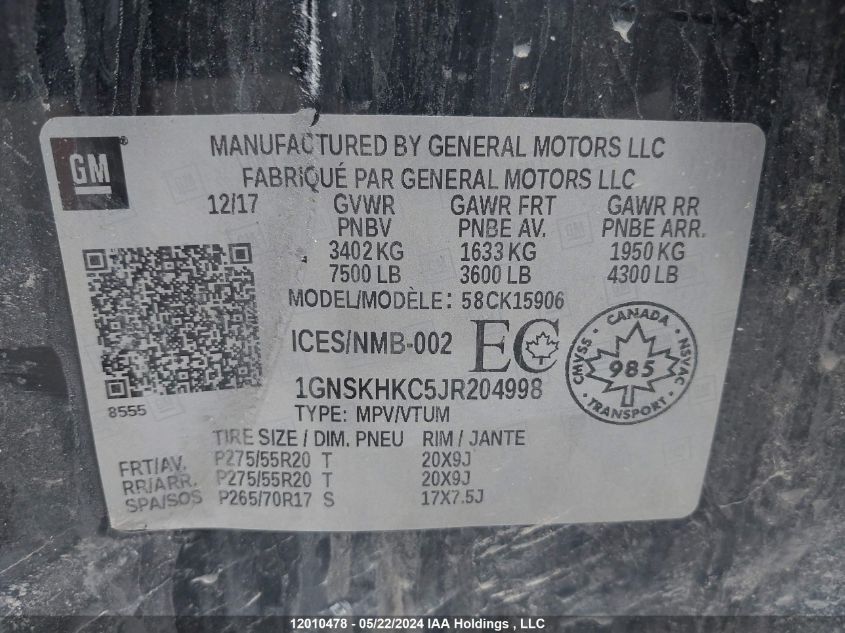 GM
MANUFACTURED BY GENERAL MOTORS LLC
FABRIQUÉ PAR GENERAL MOTORS LLC
12/17 GVWR GAWR FRT GAWR RR
PNBV PNBE AV. PNBE ARR.
3402 KG 1633 KG 1950 KG
7500 LB 3600 LB 4300 LB
MODEL/MODÈLE: 58CK15906
ICES/NMB-002 EC
CANADA
CMVSS 985 NSVAC
TRANSPORT
1GNSKHKC5JR204998
8555
TYPE: MPV/VTUM
TIRE SIZE / DIM. PNEU RIM / JANTE
FRT/AV. P275/55R20 T 20X9J
RR/ARR. P275/55R20 T 20X9J
SPA/SOS P265/70R17 S 17X7.5J
12010478 - 05/22/2024 IAA Holdings , LLC